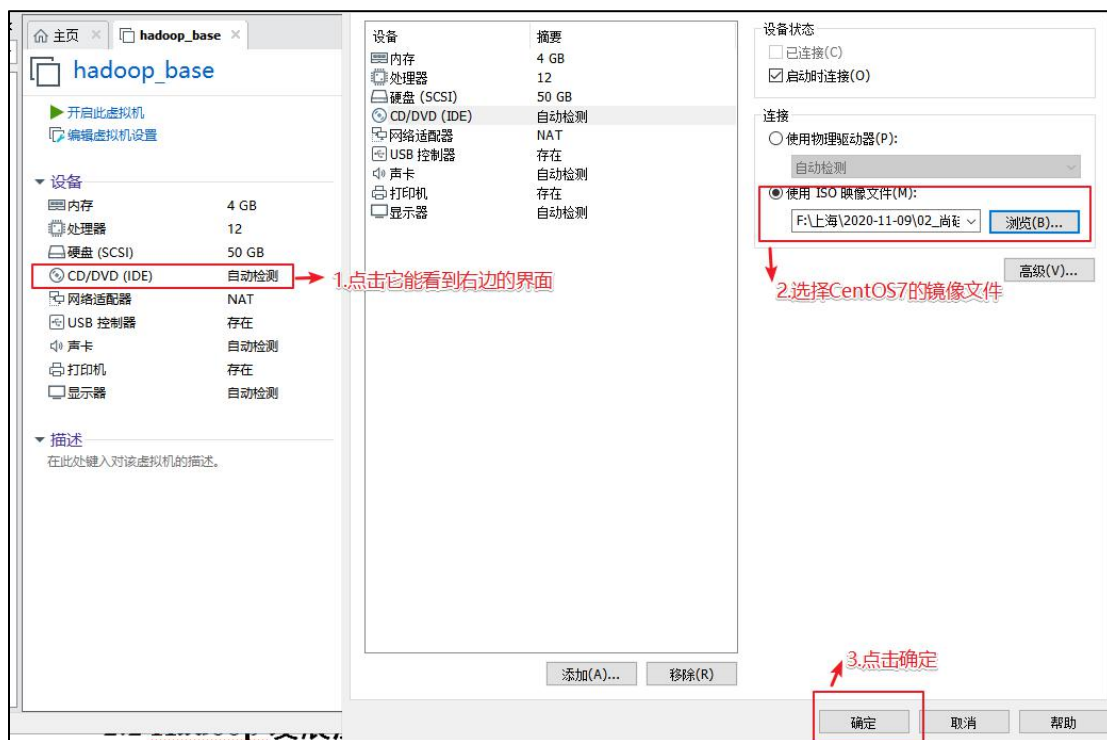 主页 × hadoop_base ×
hadoop_base
开启此虚拟机
编辑虚拟机设置
设备
内存 4 GB
处理器 12
硬盘 (SCSI) 50 GB
CD/DVD (IDE) 自动检测
网络适配器 NAT
USB 控制器 存在
声卡 自动检测
打印机 存在
显示器 自动检测
描述
在此处键入对该虚拟机的描述。
1.点击它能看到右边的界面
设备 摘要
内存 4 GB
处理器 12
硬盘 (SCSI) 50 GB
CD/DVD (IDE) 自动检测
网络适配器 NAT
USB 控制器 存在
声卡 自动检测
打印机 存在
显示器 自动检测
添加(A)... 移除(R)
设备状态
已连接(C)
启动时连接(O)
连接
使用物理驱动器(P):
自动检测
使用 ISO 映像文件(M):
F:\上海\2020-11-09\02_尚硅 浏览(B)...
高级(V)...
2.选择CentOS7的镜像文件
3.点击确定
确定 取消 帮助